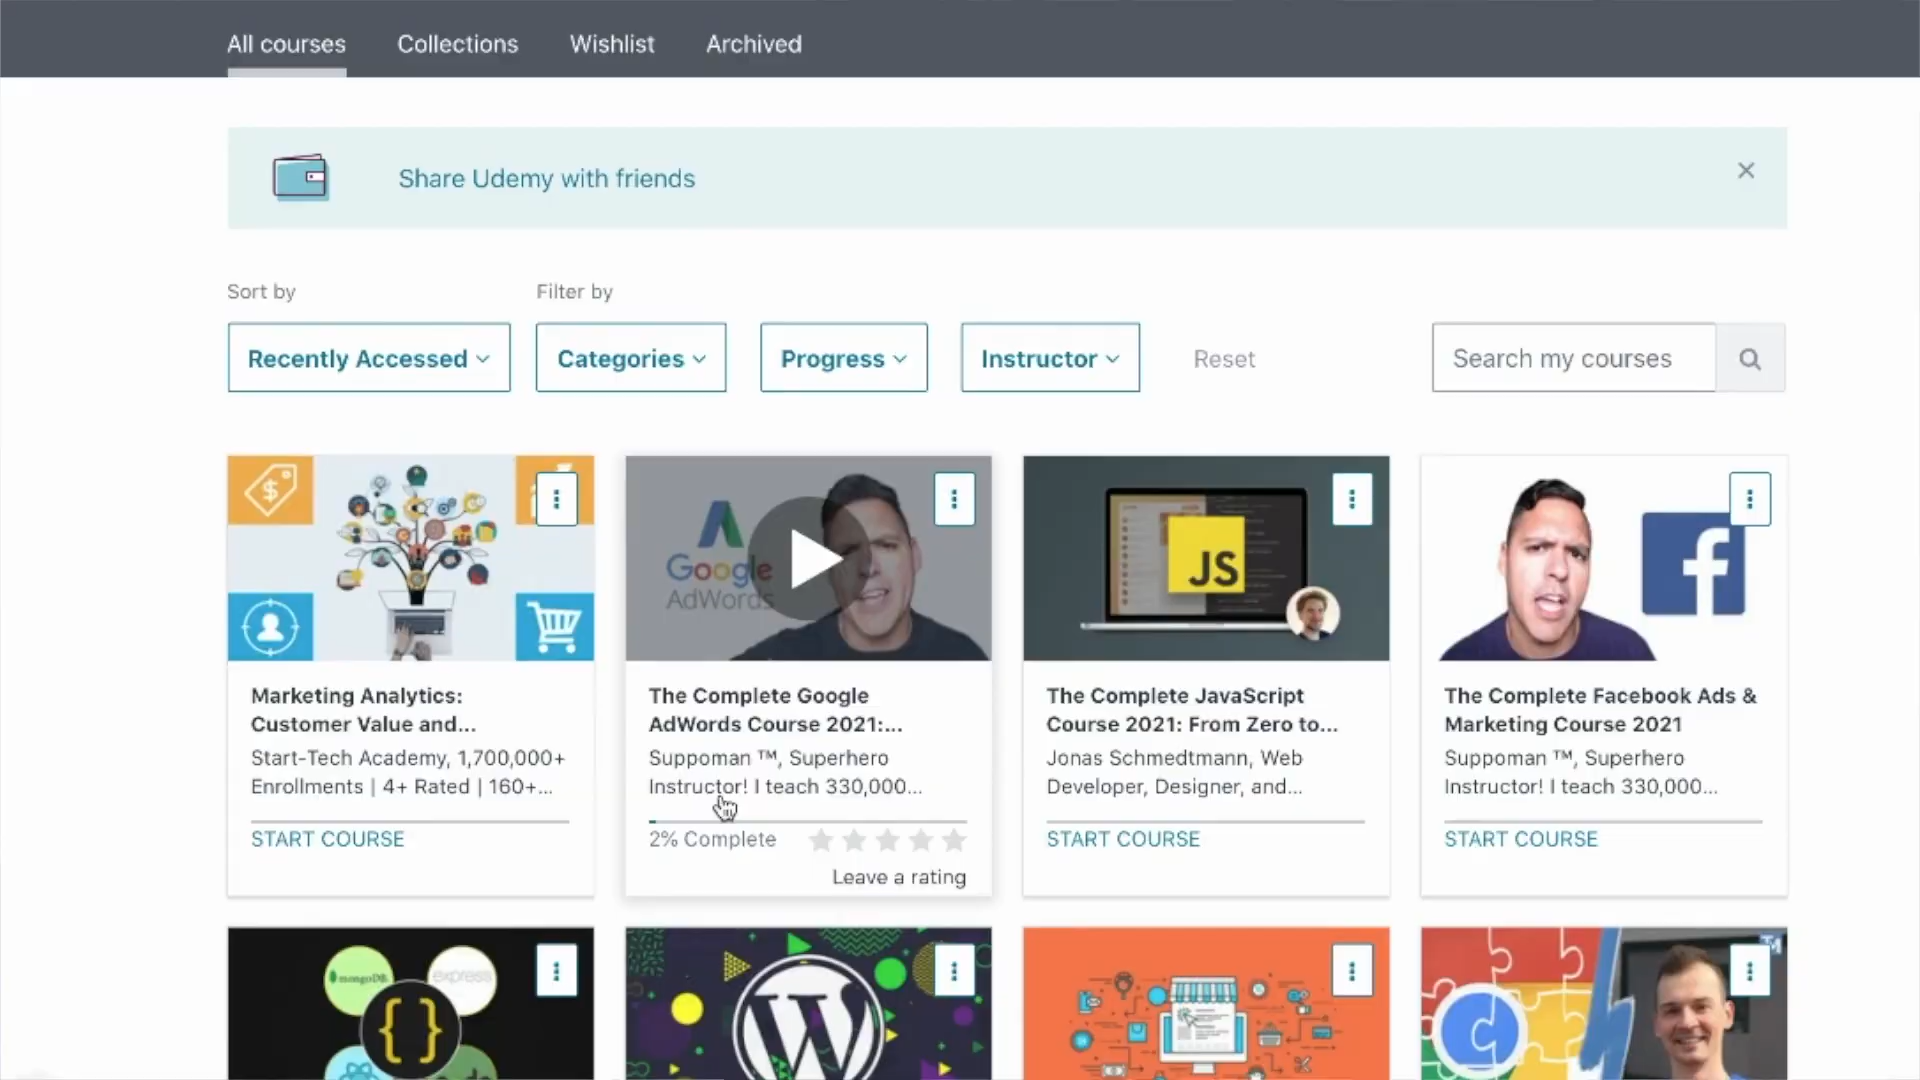 All courses Collections Wishlist Archived
Share Udemy with friends
Sort by Filter by
Recently Accessed Categories Progress Instructor Reset Search my courses
Google
AdWords
JS
f
Marketing Analytics:
Customer Value and...
Start-Tech Academy, 1,700,000+
Enrollments | 4+ Rated | 160+...
START COURSE
The Complete Google
AdWords Course 2021:...
Suppoman ™, Superhero
Instructor! I teach 330,000...
2% Complete
Leave a rating
The Complete JavaScript
Course 2021: From Zero to...
Jonas Schmedtmann, Web
Developer, Designer, and...
START COURSE
The Complete Facebook Ads &
Marketing Course 2021
Suppoman ™, Superhero
Instructor! I teach 330,000...
START COURSE
mongoDB express
{}
W